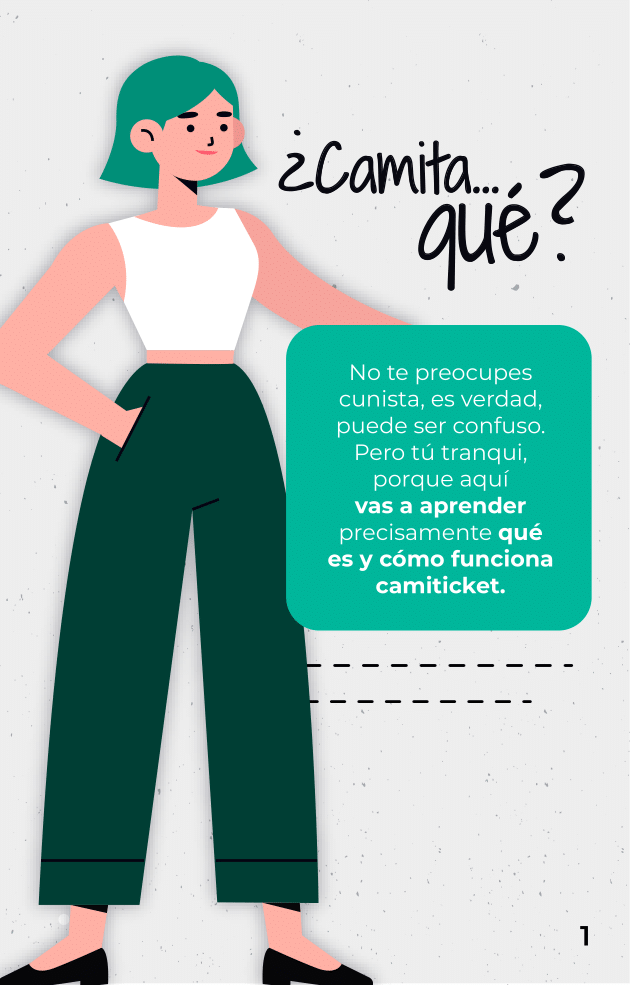 ¿Camita...
qué?
No te preocupes
cunista, es verdad,
puede ser confuso.
Pero tú tranqui,
porque aquí
vas a aprender
precisamente qué
es y cómo funciona
camiticket.
1